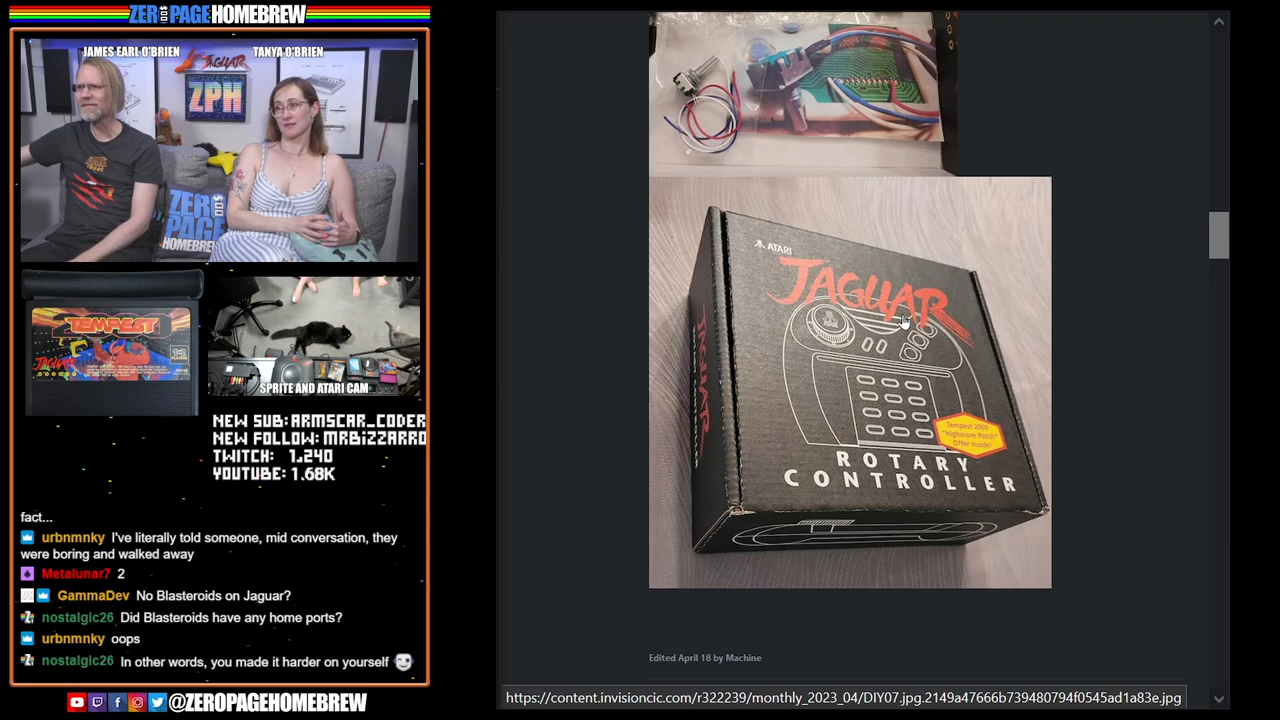 ZERO PAGE HOMEBREW
JAMES EARL O'BRIEN
JAGUAR
TANYA O'BRIEN
ZPH
ZERO
PAGE
HOMEBREW
TEMPEST
JAGUAR
SPRITE AND ATARI CAM
NEW SUB:ARMSCAR_CODER
NEW FOLLOW:MRBIZZARRO
TWITCH: 1,240
YOUTUBE: 1.68K
fact...
urbnmnky I've literally told someone, mid conversation, they
were boring and walked away
Metalunar7 2
GammaDev No Blasteroids on Jaguar?
nostalgic26 Did Blasteroids have any home ports?
urbnmnky oops
nostalgic26 In other words, you made it harder on yourself
@ZEROPAGEHOMEBREW
ATARI
JAGUAR
JAGUAR
Tempest 2000
"Highscore Patch"
Offer Inside!
ROTARY
CONTROLLER
Edited April 18 by Machine
https://content.invisioncic.com/r322239/monthly_2023_04/DIY07.jpg.2149a47666b739480794f0545ad1a83e.jpg